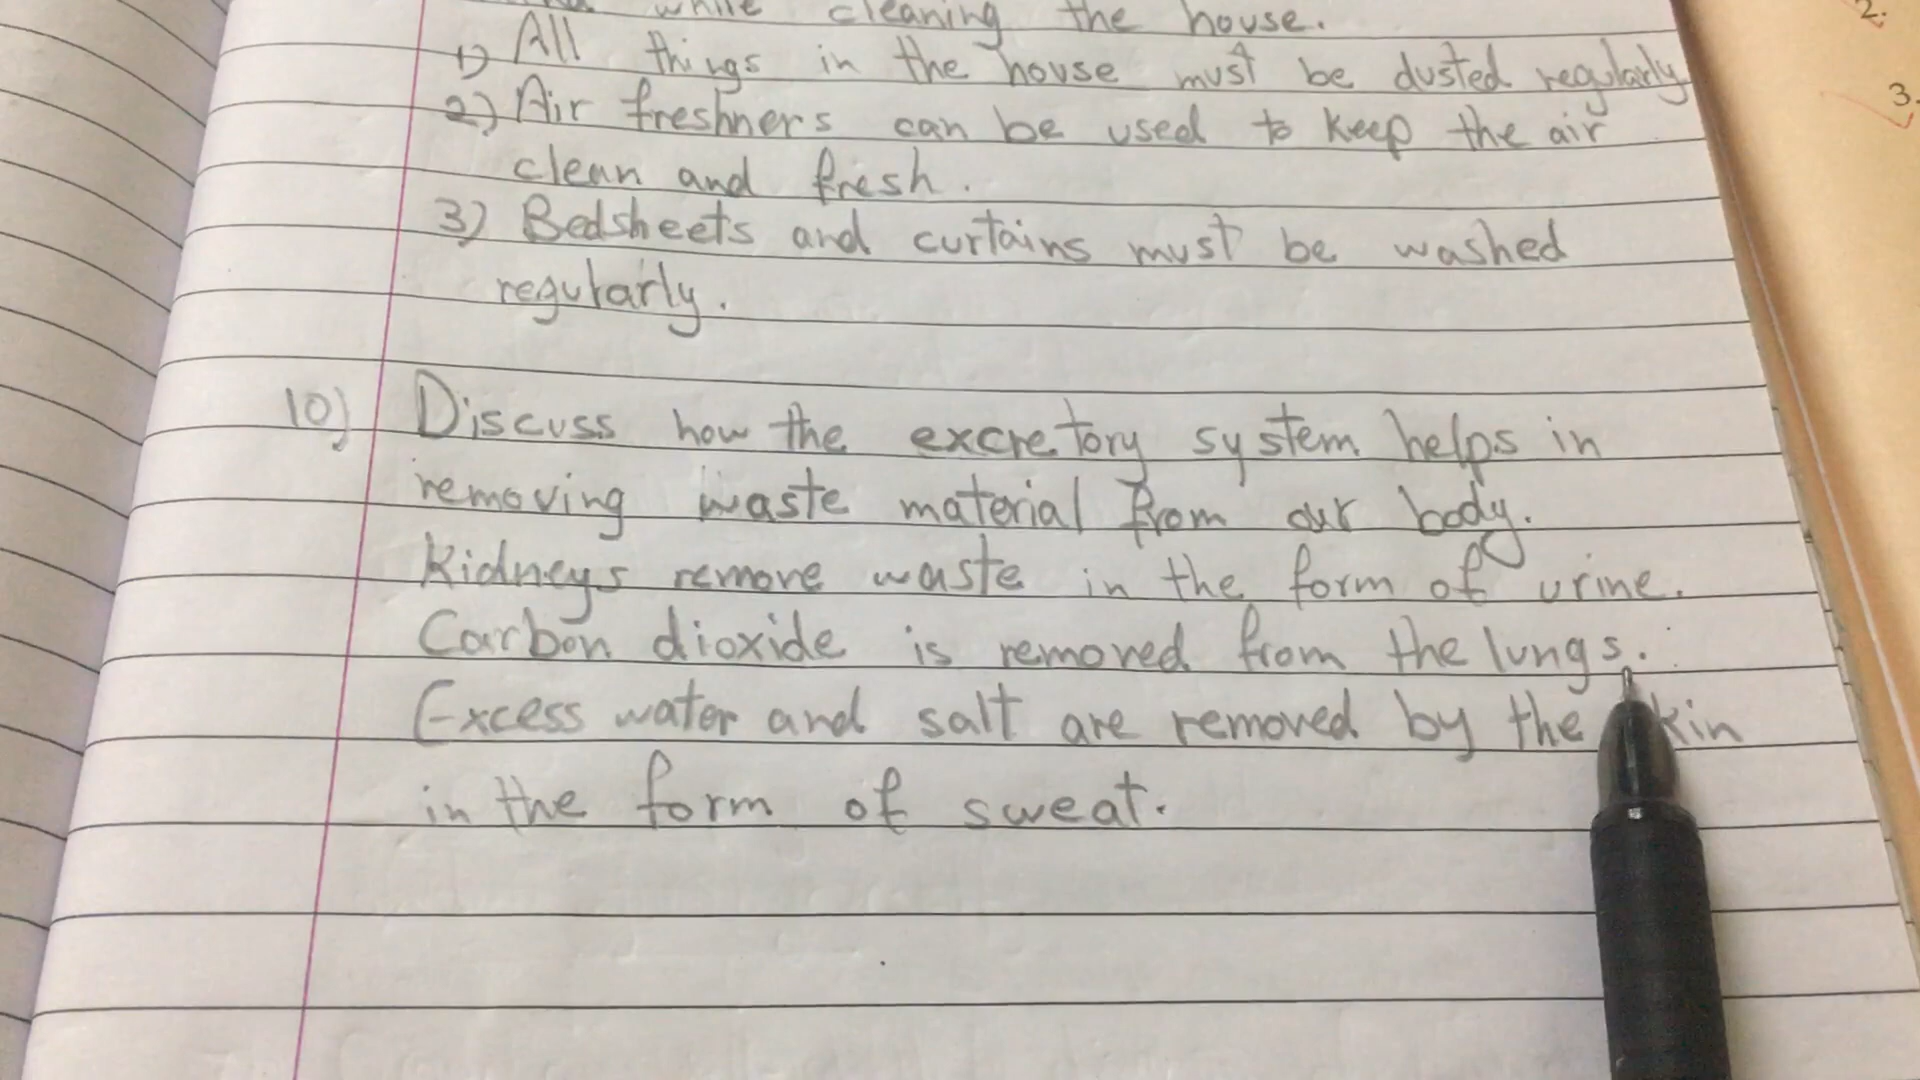 while cleaning the house.
1) All things in the house must be dusted regularly
2) Air freshners can be used to keep the air
clean and fresh.
3) Bedsheets and curtains must be washed
regularly.
10) Discuss how the excretory system helps in
removing waste material from our body.
Kidneys remove waste in the form of urine.
Carbon dioxide is removed from the lungs.
Excess water and salt are removed by the skin
in the form of sweat.
2.
3.